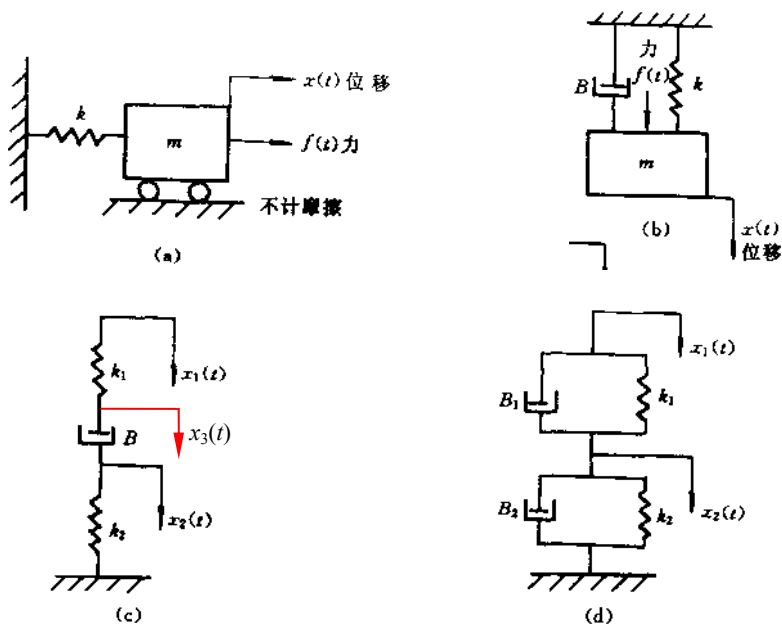 k
m
x(t)位移
f(t)力
不计摩擦
(a)
力
f(t)
B
k
m
x(t)
位移
(b)
k₁
x₁(t)
B
x₃(t)
x₂(t)
k₂
(c)
x₁(t)
B₁
k₁
x₂(t)
B₂
k₂
(d)